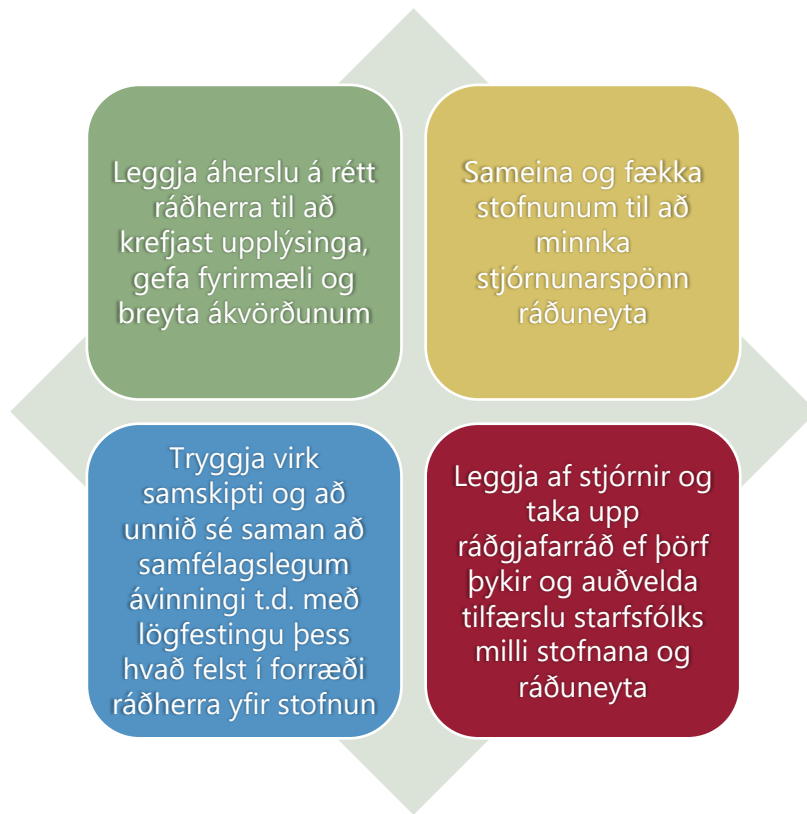 Leggja áherslu á rétt
ráðherra til að
krefjast upplýsinga,
gefa fyrirmæli og
breyta ákvörðunum
Sameina og fækka
stofnunum til að
minnka
stjórnunarspönn
ráðuneyta
Tryggja virk
samskipti og að
unnið sé saman að
samfélagslegum
ávinningi t.d. með
lögfestingu þess
hvað felst í forræði
ráðherra yfir stofnun
Leggja af stjórnir og
taka upp
ráðgjafarráð ef þörf
þykir og auðvelda
tilfærslu starfsfólks
milli stofnana og
ráðuneyta